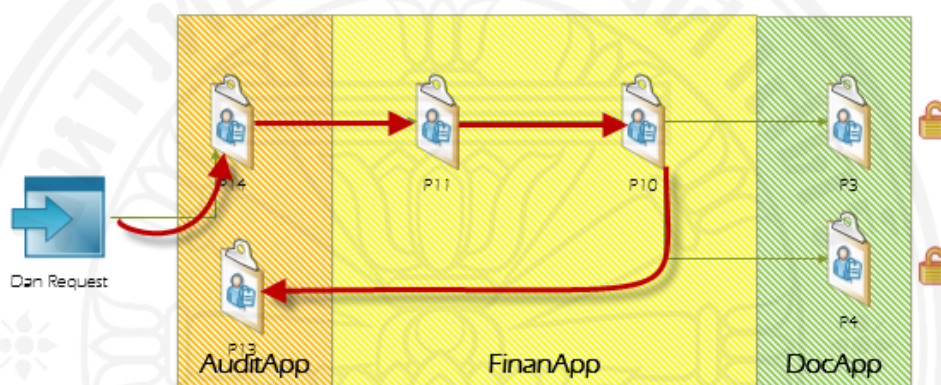 P14
P11
P10
P3
Dan Request
P13
P4
AuditApp
FinanApp
DocApp